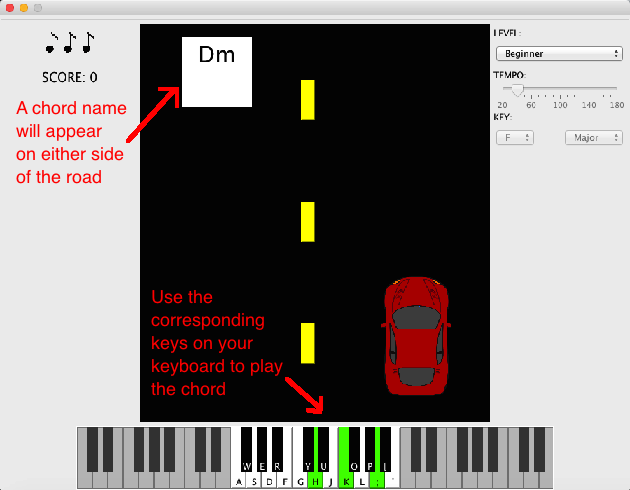 LEVEL:
Beginner
SCORE: 0
Dm
TEMPO:
20 60 100 140 180
KEY:
F Major
A chord name
will appear
on either side
of the road
Use the
corresponding
keys on your
keyboard to play
the chord
W E R Y U O P [
A S D F G H J K L ; '